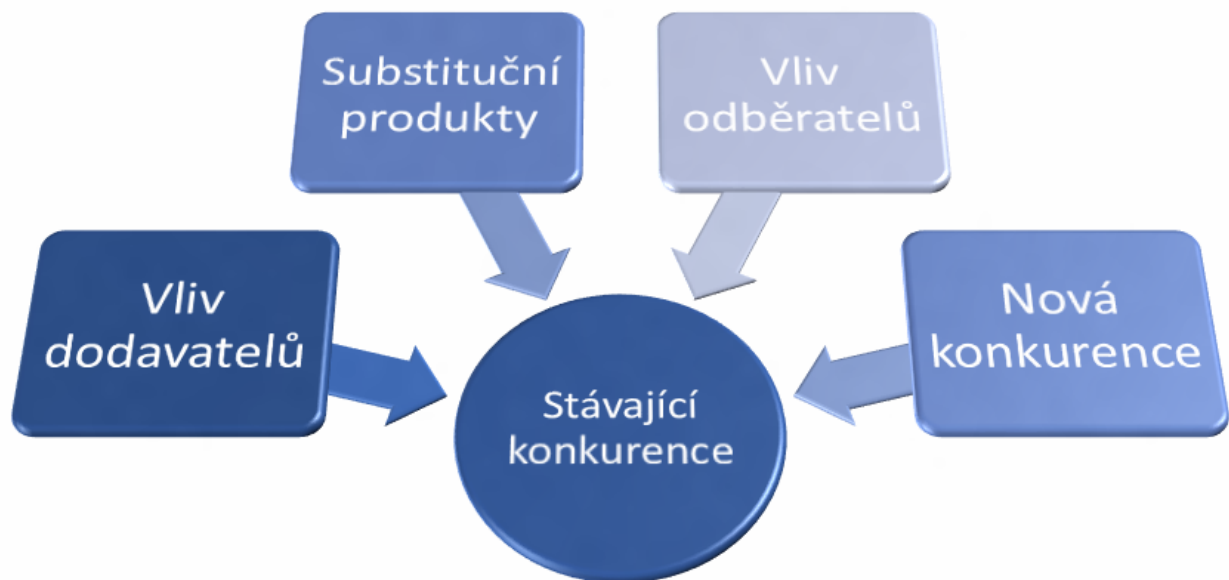 Substituční
produkty
Vliv
odběratelů
Vliv
dodavatelů
Nová
konkurence
Stávající
konkurence